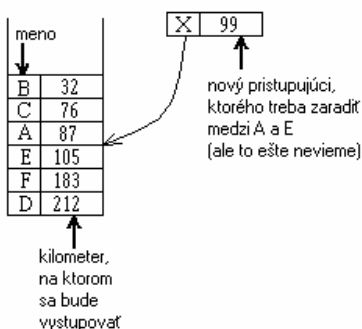 meno
X 99
B 32
C 76
A 87
E 105
F 183
D 212
nový pristupujúci,
ktorého treba zaradiť
medzi A a E
(ale to ešte nevieme)
kilometer,
na ktorom
sa bude
vystupovať